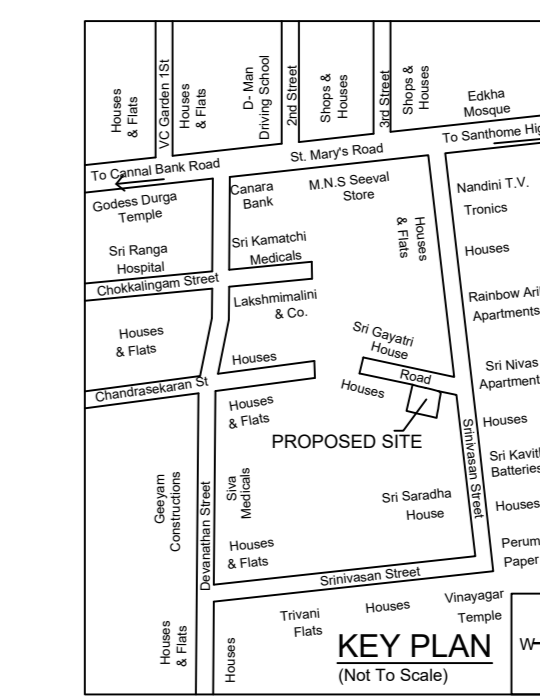 Houses
& Flats
VC Garden 1St
Houses
& Flats
D- Man
Driving School
2nd Street
Shops &
Houses
3rd Street
Shops &
Houses
Edkha
Mosque
To Cannal Bank Road
St. Mary's Road
To Santhome Hig
Godess Durga
Temple
Canara
Bank
M.N.S Seeval
Store
Nandini T.V.
Tronics
Sri Ranga
Hospital
Sri Kamatchi
Medicals
Houses
& Flats
Houses
Chokkalingam Street
Lakshmimalini
& Co.
Rainbow Ari
Apartments
Houses
& Flats
Houses
Sri Gayatri
House
Road
Houses
Sri Nivas
Apartment
Chandrasekaran St
Houses
& Flats
PROPOSED SITE
Srinivasan Street
Houses
Sri Kavit
Batteries
Geeyam
Constructions
Devanathan Street
Siva
Medicals
Sri Saradha
House
Houses
Houses
& Flats
Perum
Paper
Srinivasan Street
Trivani
Flats
Houses
Vinayagar
Temple
Houses
& Flats
Houses
KEY PLAN
(Not To Scale)
W